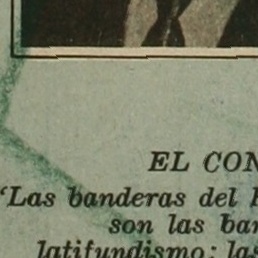 EL CON
"Las banderas del
son las ban
latifundismo; las